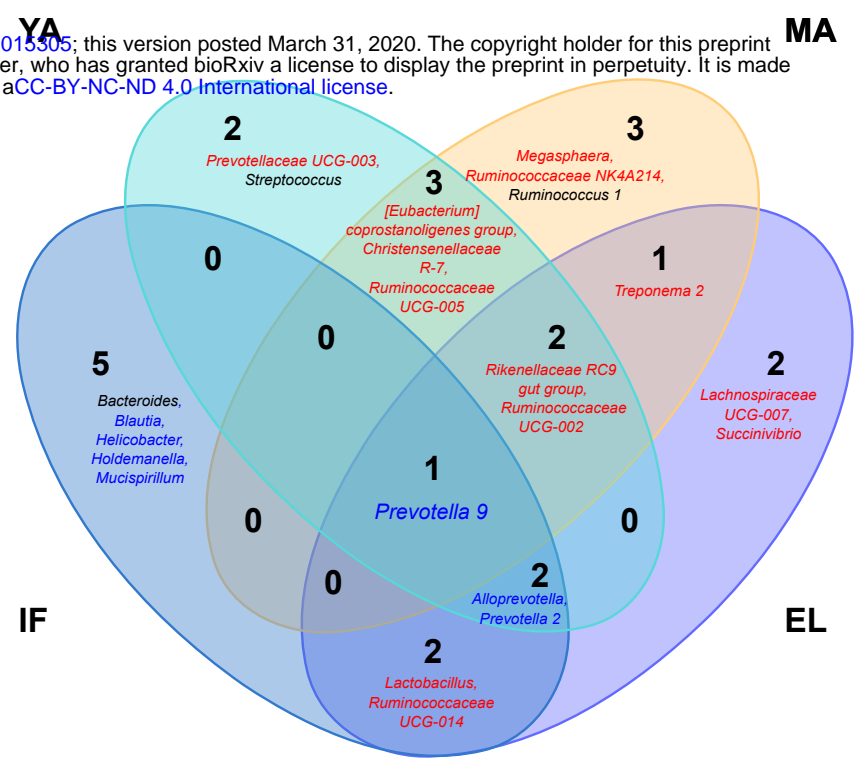 YA
015305; this version posted March 31, 2020. The copyright holder for this preprint
MA
er, who has granted bioRxiv a license to display the preprint in perpetuity. It is made
aCC-BY-NC-ND 4.0 International license.
2
Prevotellaceae UCG-003,
Streptococcus
3
Megasphaera,
Ruminococcaceae NK4A214,
Ruminococcus 1
3
[Eubacterium]
coprostanoligenes group,
Christensenellaceae
R-7,
Ruminococcaceae
UCG-005
0
1
Treponema 2
0
2
Rikenellaceae RC9
gut group,
Ruminococcaceae
UCG-002
5
Bacteroides,
Blautia,
Helicobacter,
Holdemanella,
Mucispirillum
2
Lachnospiraceae
UCG-007,
Succinivibrio
1
Prevotella 9
0
0
0
2
Alloprevotella,
Prevotella 2
IF
EL
2
Lactobacillus,
Ruminococcaceae
UCG-014